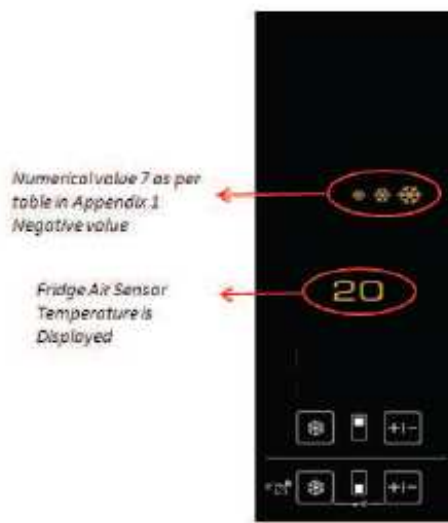 Numerical value 7 as per
table in Appendix 1
Negative value
20
Fridge Air Sensor
Temperature is
Displayed
+|-
+|-